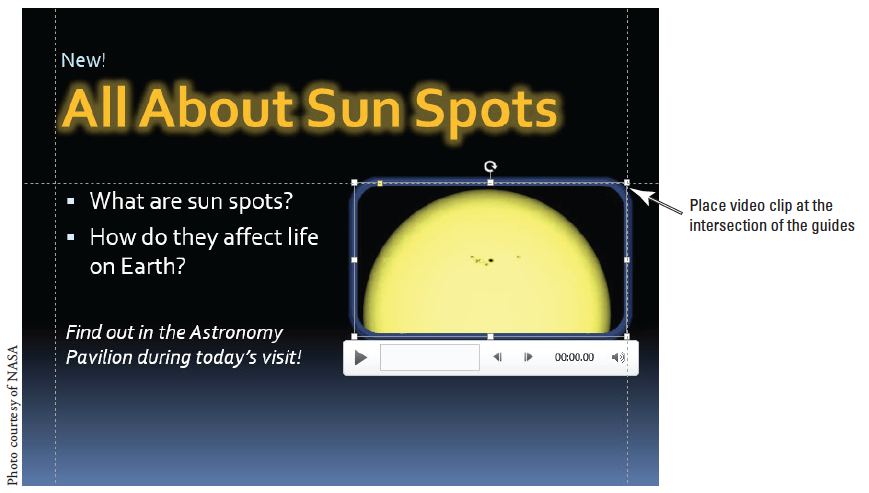 New!
All About Sun Spots
▪ What are sun spots?
▪ How do they affect life
on Earth?
Find out in the Astronomy
Pavilion during today's visit!
00:00.00
Place video clip at the
intersection of the guides
Photo courtesy of NASA